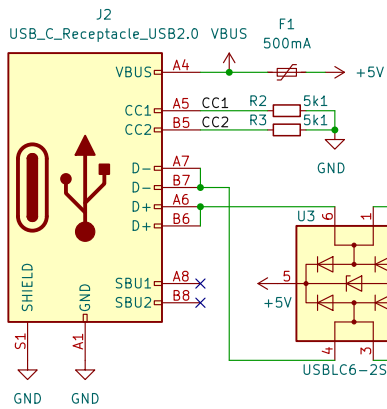 J2
USB_C_Receptacle_USB2.0
VBUS
F1
500mA
+5V
VBUS
A4
CC1
A5
CC1
R2
5k1
CC2
B5
CC2
R3
5k1
GND
D-
A7
D-
B7
D+
A6
D+
B6
U3
6
1
5
+5V
SBU1
A8
SBU2
B8
SHIELD
GND
S1
A1
4
3
USBLC6-2S
GND
GND